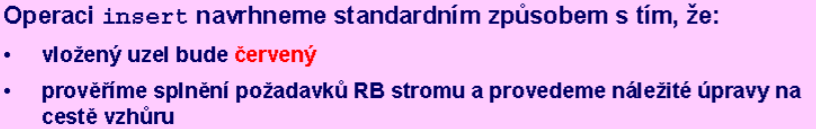 Operaci insert navrhneme standardním způsobem s tím, že:
• vložený uzel bude červený
• prověříme splnění požadavků RB stromu a provedeme náležité úpravy na
cestě vzhůru